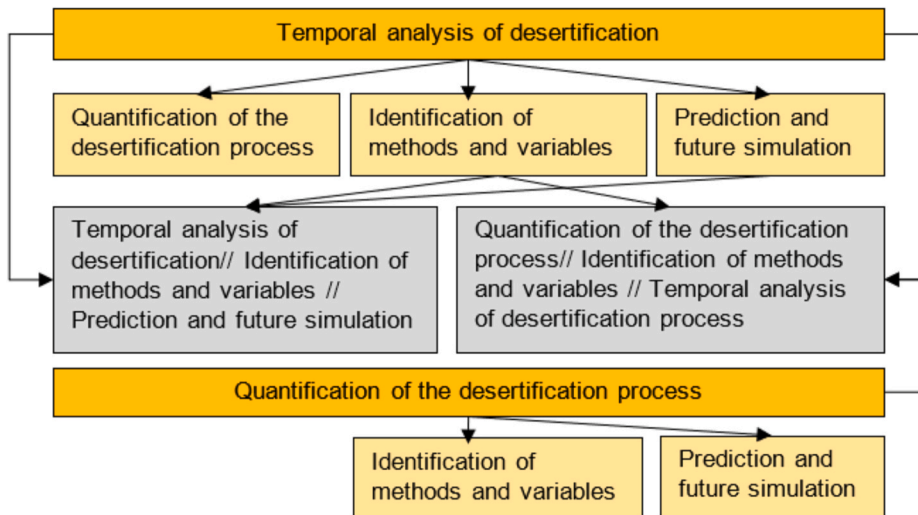 Temporal analysis of desertification
Quantification of the
desertification process
Identification of
methods and variables
Prediction and
future simulation
Temporal analysis of
desertification// Identification of
methods and variables //
Prediction and future simulation
Quantification of the desertification
process// Identification of methods
and variables // Temporal analysis
of desertification process
Quantification of the desertification process
Identification of
methods and variables
Prediction and
future simulation